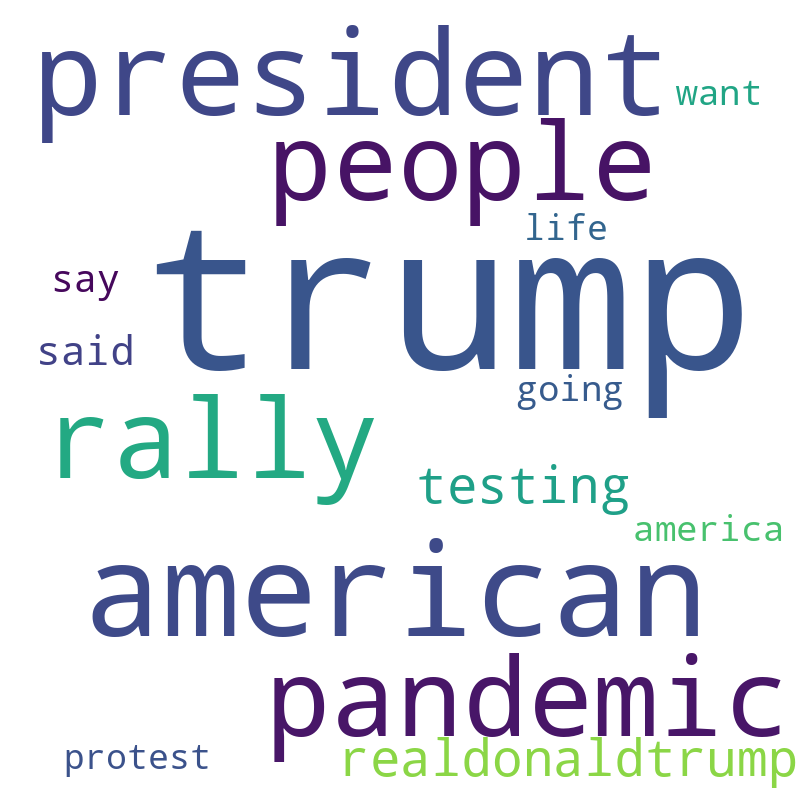 president
want
people
life
trump
say
said
going
rally
testing
america
american
pandemic
protest
realdonaldtrump